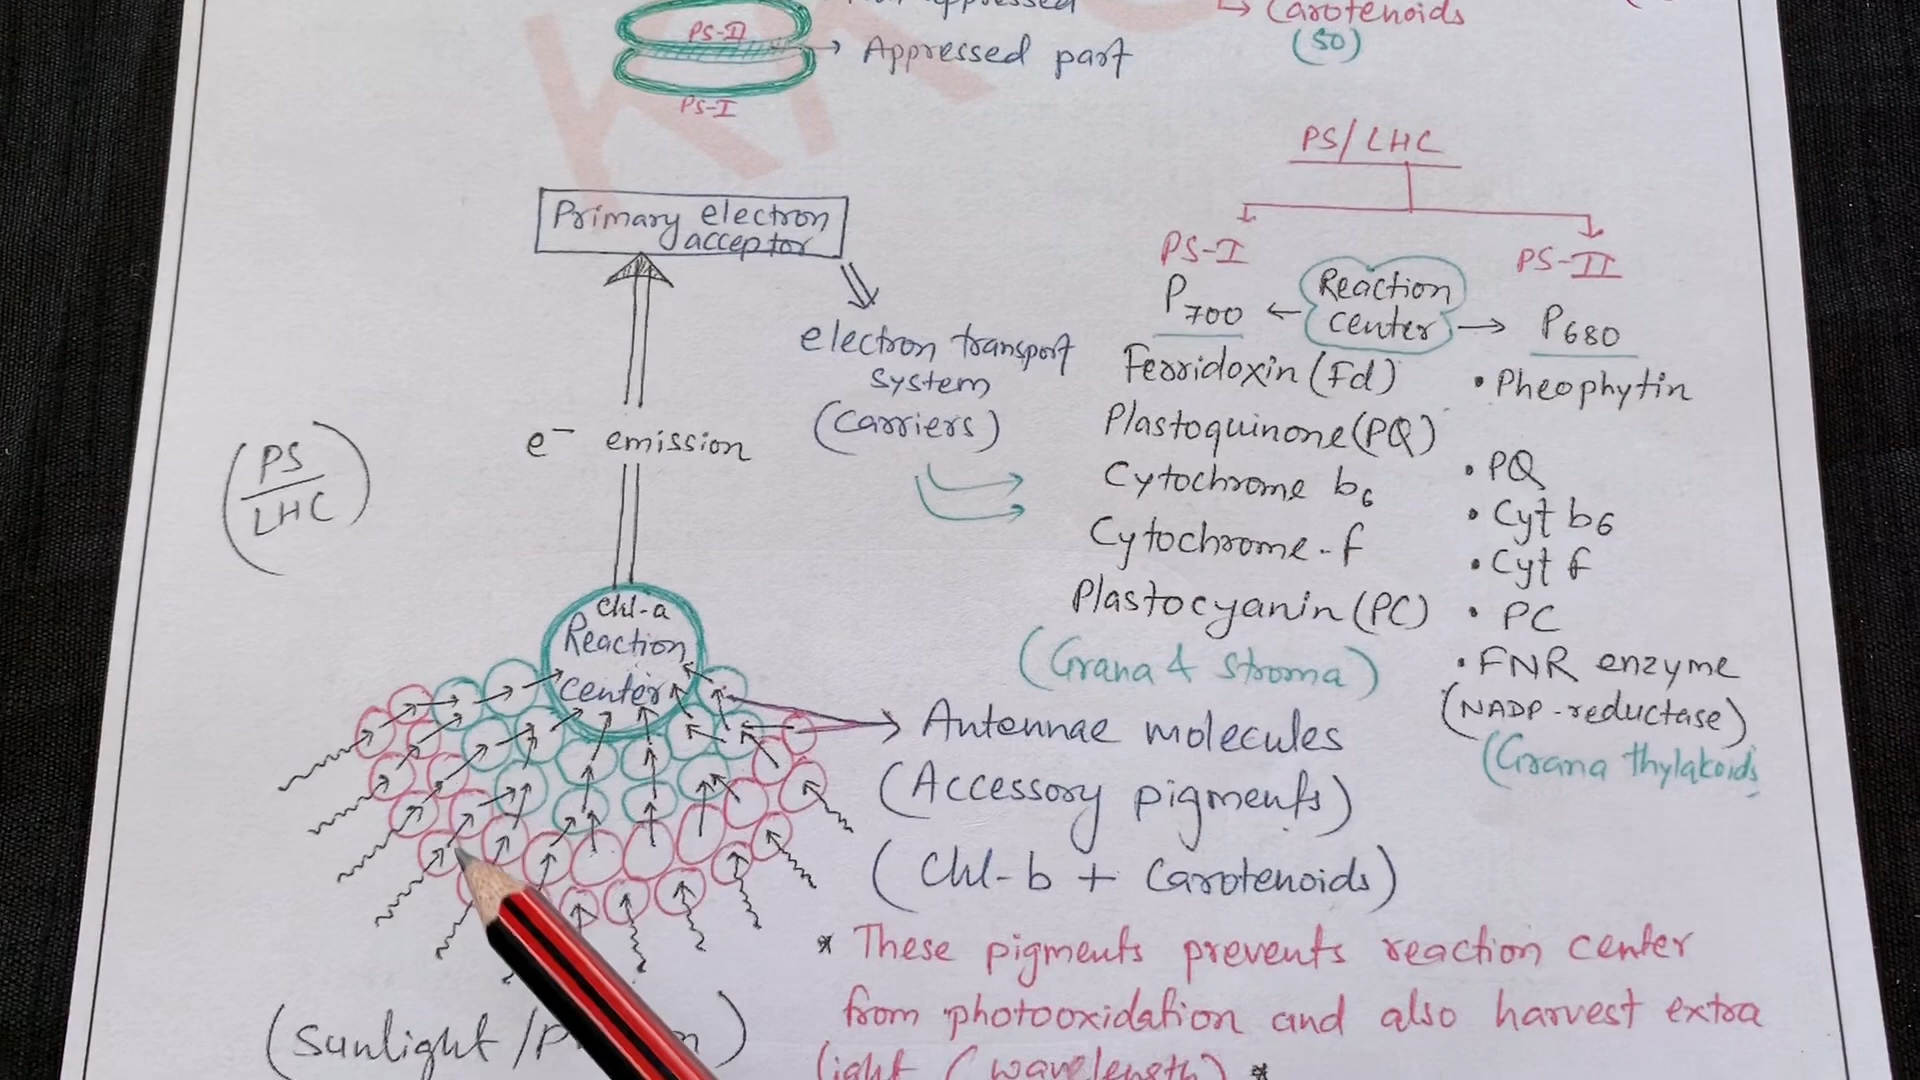 PS-II
Appressed part
PS-I
Carotenoids
(50)
Primary electron
acceptor
electron transport
system
(carriers)
e⁻ emission
(PS
LHC)
Chl-a
Reaction
center
PS/LHC
PS-I
PS-II
Reaction
center
P700
P680
Ferridoxin (Fd)
Plastoquinone (PQ)
Cytochrome b6
Cytochrome-f
Plastocyanin (PC)
(Grana & stroma)
• Pheophytin
• PQ
• Cyt b6
• Cyt f
• PC
• FNR enzyme
(NADP-reductase)
(Grana thylakoids
Antennae molecules
(Accessory pigments)
(Chl-b + Carotenoids)
* These pigments prevents reaction center
from photooxidation and also harvest extra
light (wavelength) *
(Sunlight /